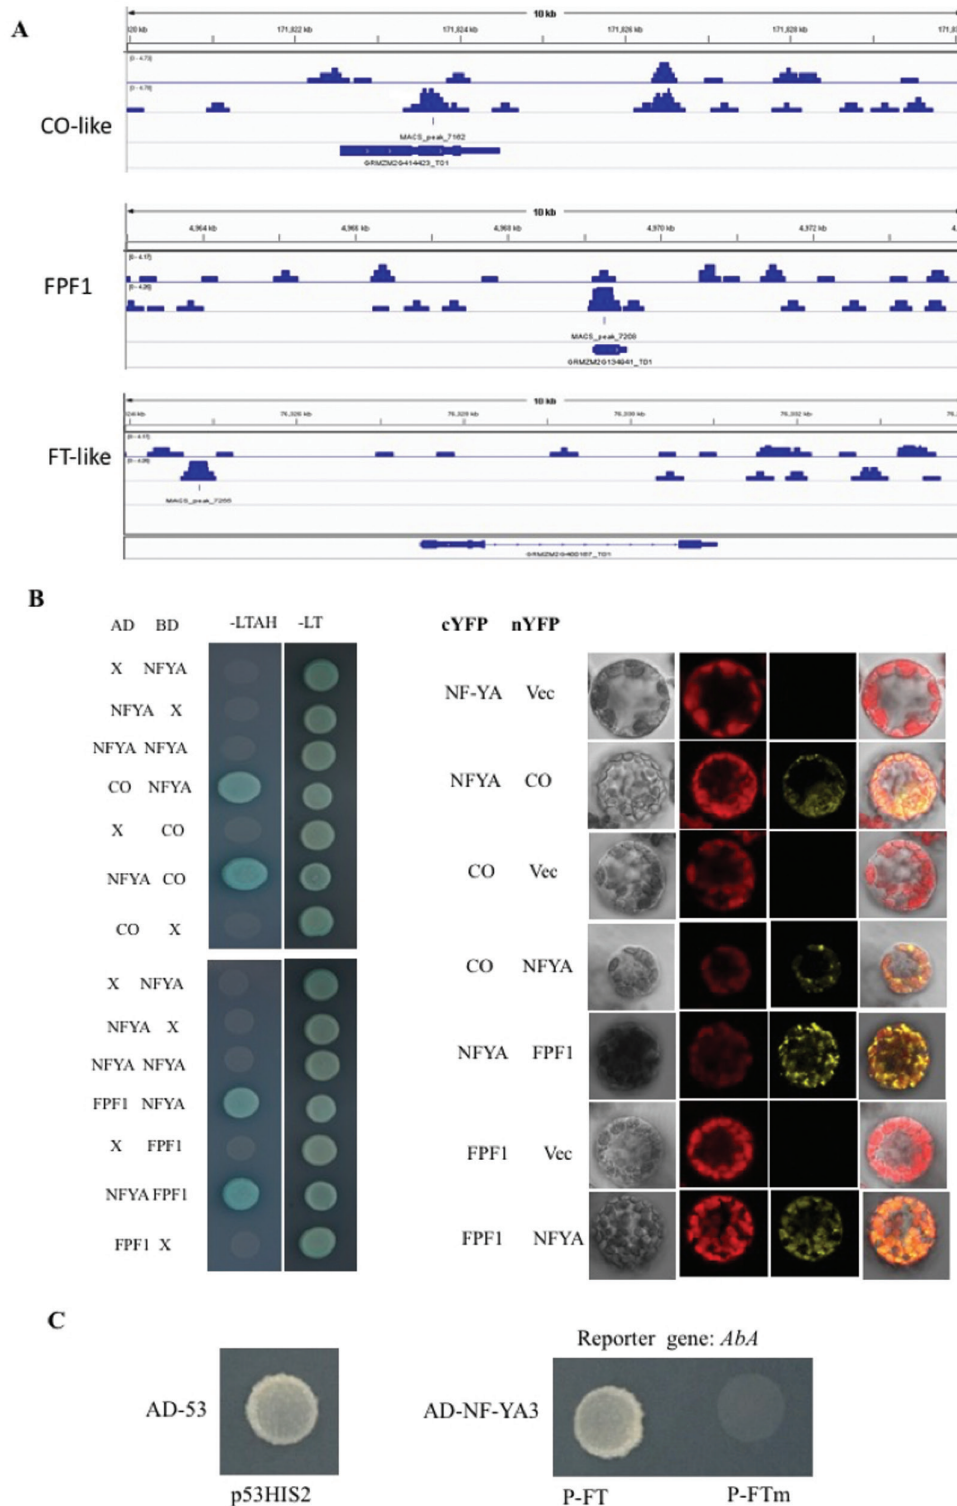 A
10 kb
171,822 kb
171,824 kb
171,826 kb
171,828 kb
CO-like
MACS_peak_7162
GRMZM2G414423_T01
10 kb
4,964 kb
4,966 kb
4,968 kb
4,970 kb
4,972 kb
FPF1
MACS_peak_7208
GRMZM2G134941_T01
10 kb
76,326 kb
76,328 kb
76,330 kb
76,332 kb
FT-like
B
AD BD -LTAH -LT
X NFYA
NFYA X
NFYA NFYA
CO NFYA
X CO
NFYA CO
CO X
X NFYA
NFYA X
NFYA NFYA
FPF1 NFYA
X FPF1
NFYA FPF1
FPF1 X
cYFP nYFP
NF-YA Vec
NFYA CO
CO Vec
CO NFYA
NFYA FPF1
FPF1 Vec
FPF1 NFYA
C
Reporter gene: AbA
AD-53
AD-NF-YA3
p53HIS2
P-FT
P-FTm